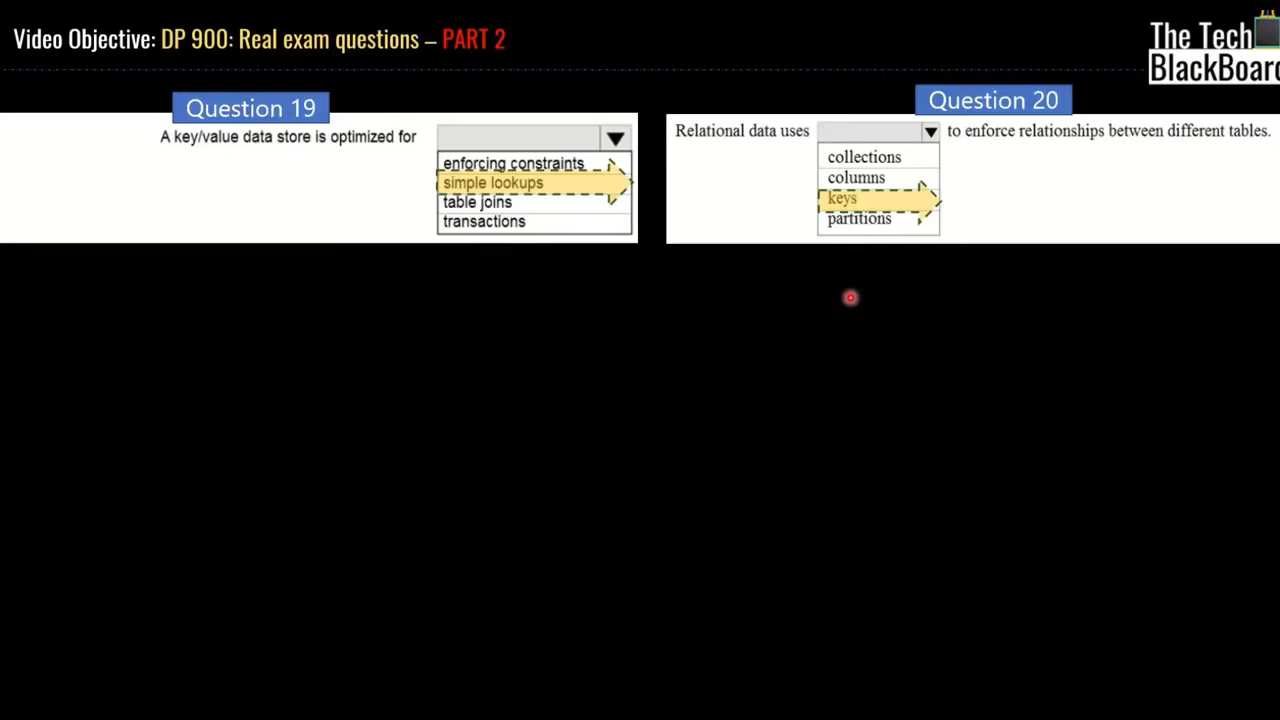 Video Objective: DP 900: Real exam questions – PART 2
The Tech
BlackBoard
Question 19
A key/value data store is optimized for
enforcing constraints
simple lookups
table joins
transactions
Question 20
Relational data uses
to enforce relationships between different tables.
collections
columns
keys
partitions